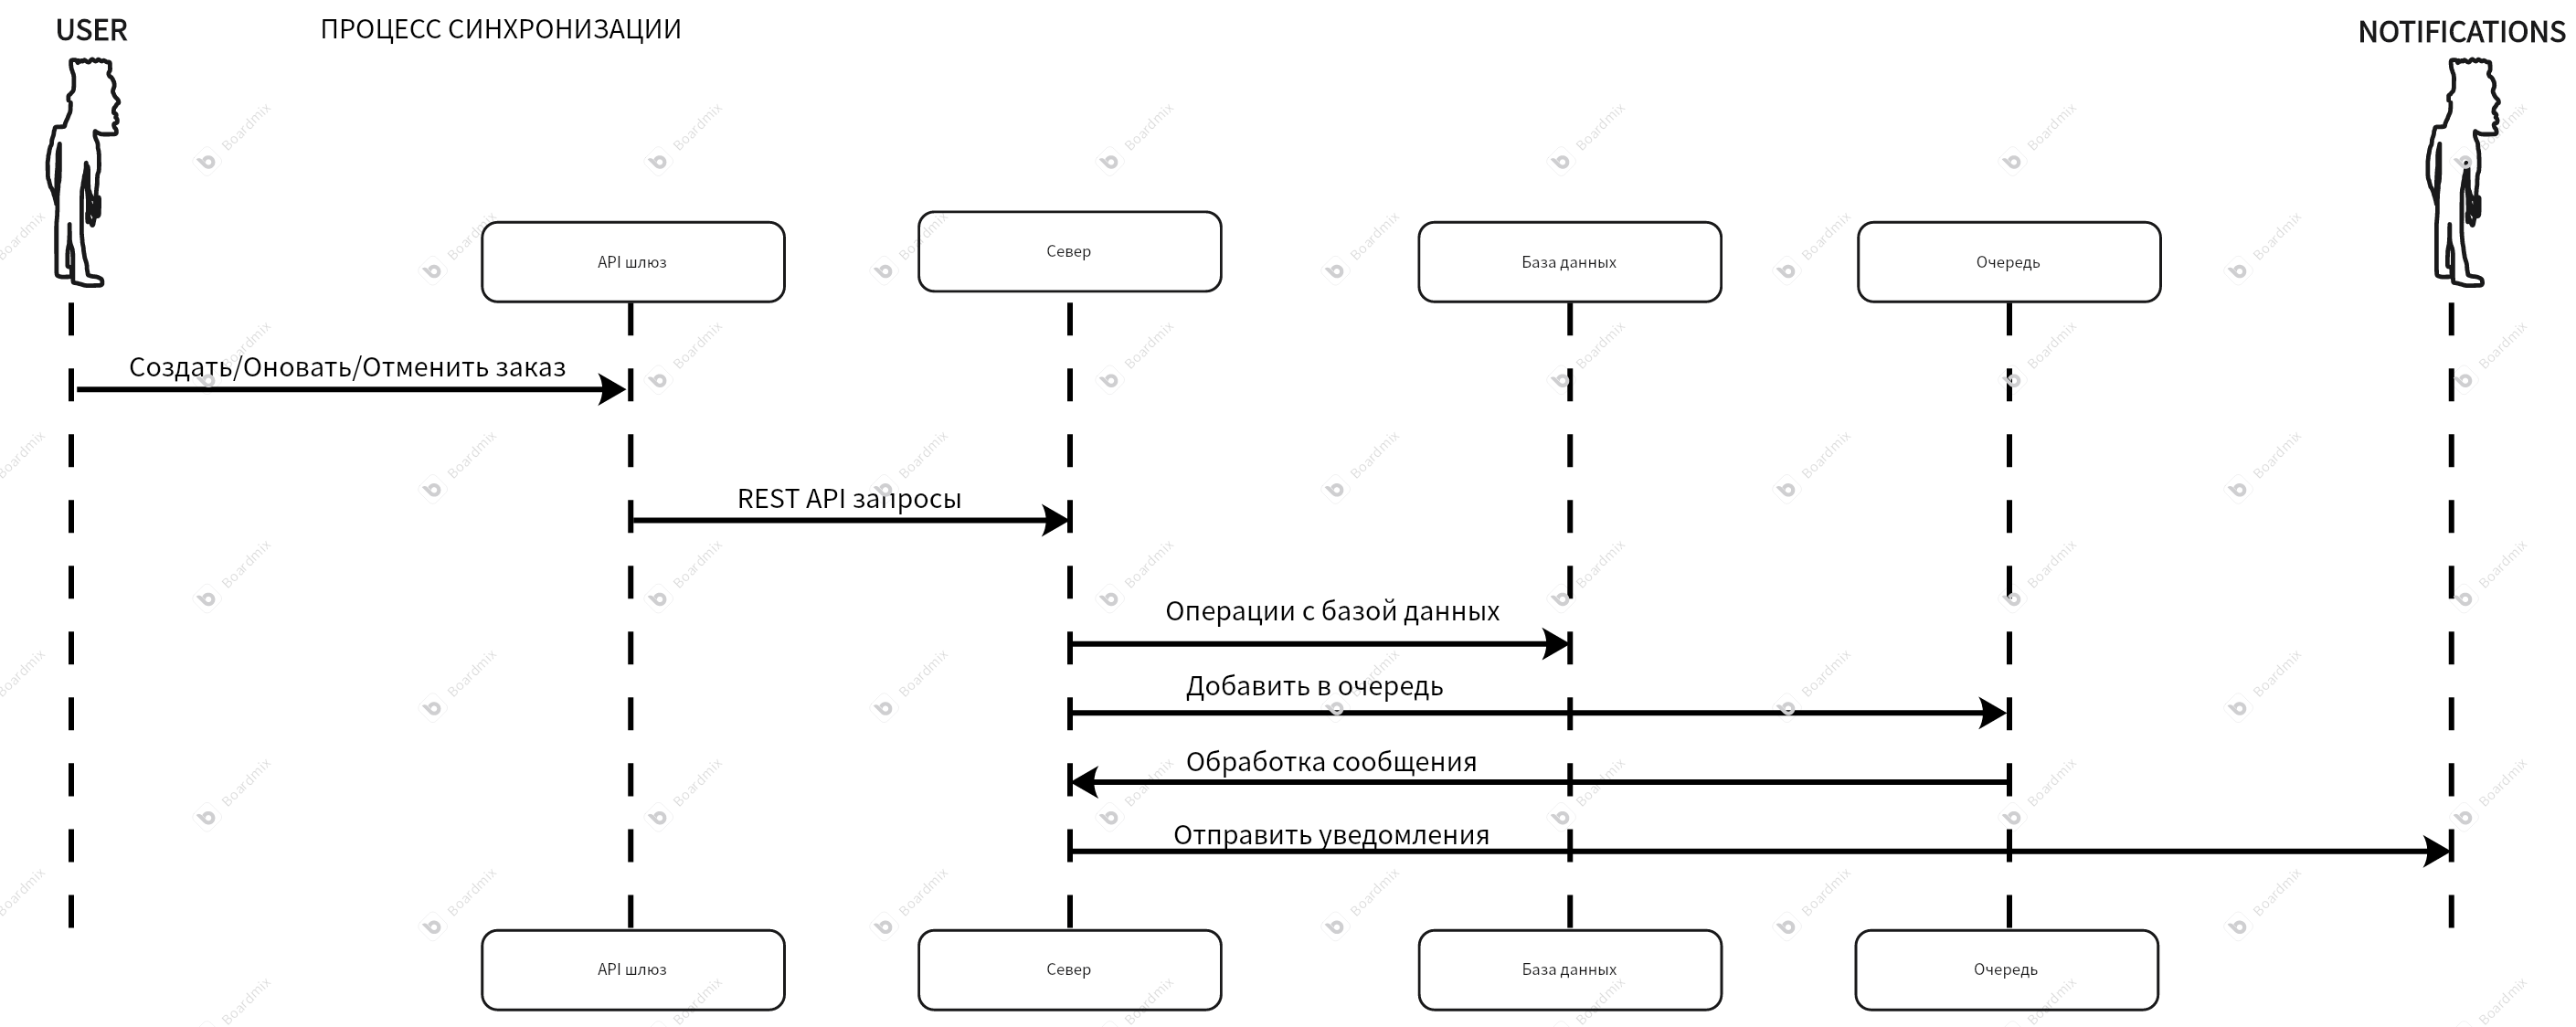 USER
ПРОЦЕСС СИНХРОНИЗАЦИИ
NOTIFICATIONS
API шлюз
Север
База данных
Очередь
Создать/Оновать/Отменить заказ
REST API запросы
Операции с базой данных
Добавить в очередь
Обработка сообщения
Отправить уведомления
API шлюз
Север
База данных
Очередь
Boardmix